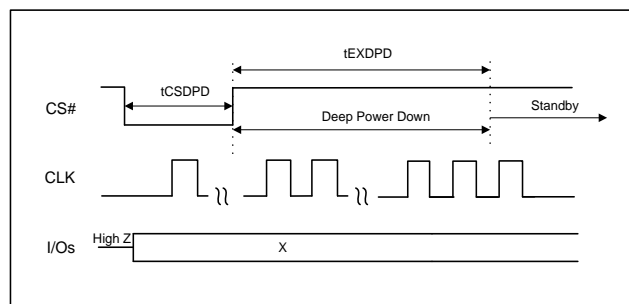 tEXDPD
tCSDPD
CS#
Deep Power Down
Standby
CLK
High Z
I/Os
X